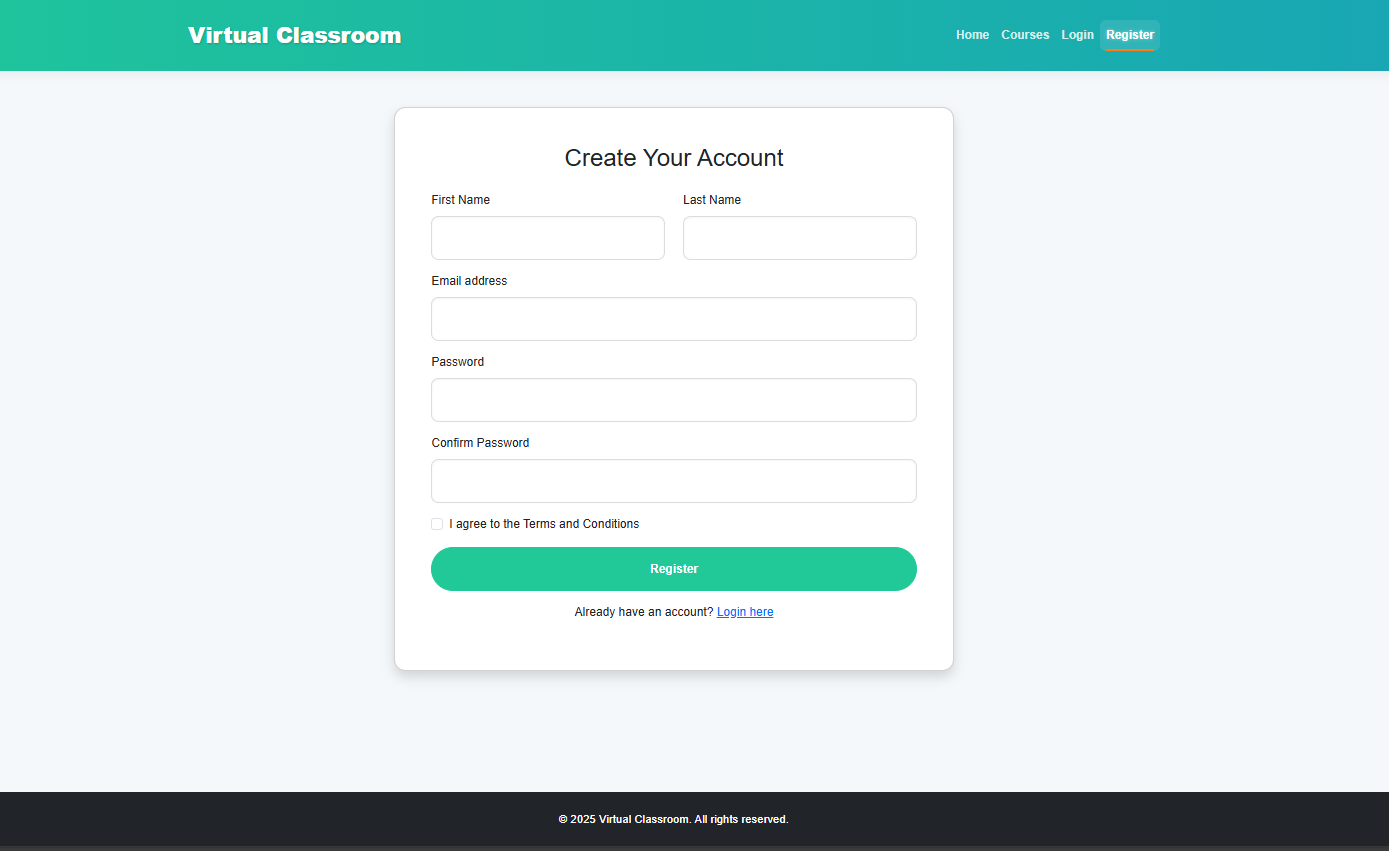 Virtual Classroom
Home Courses Login Register
Create Your Account
First Name Last Name
Email address
Password
Confirm Password
I agree to the Terms and Conditions
Register
Already have an account? Login here
© 2025 Virtual Classroom. All rights reserved.